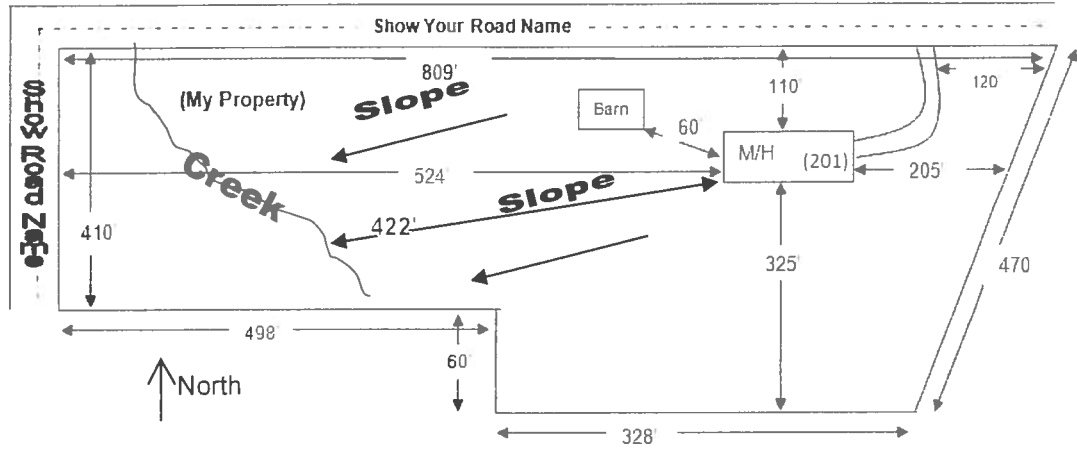 Show Your Road Name
809'
(My Property)
Slope
110'
120
Barn
60'
M/H
(201)
Show Road Name
Creek
524'
205'
Slope
410'
422'
325'
470
498'
60'
North
328'